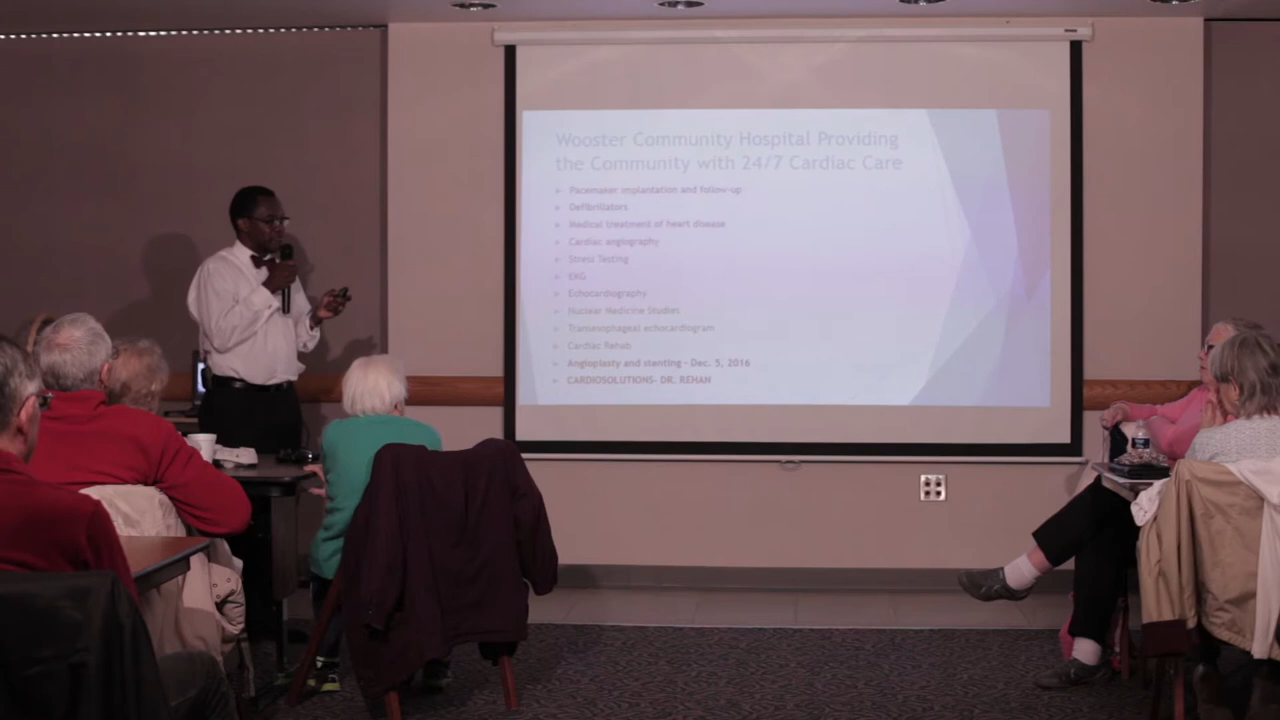 Wooster Community Hospital Providing
the Community with 24/7 Cardiac Care
Pacemaker implantation and follow-up
Defibrillators
Medical treatment of heart disease
Cardiac angiography
Stress Testing
EKG
Echocardiography
Nuclear Medicine Studies
Transesophageal echocardiogram
Cardiac Rehab
Angioplasty and stenting - Dec. 5, 2016
CARDIOSOLUTIONS- DR. REHAN